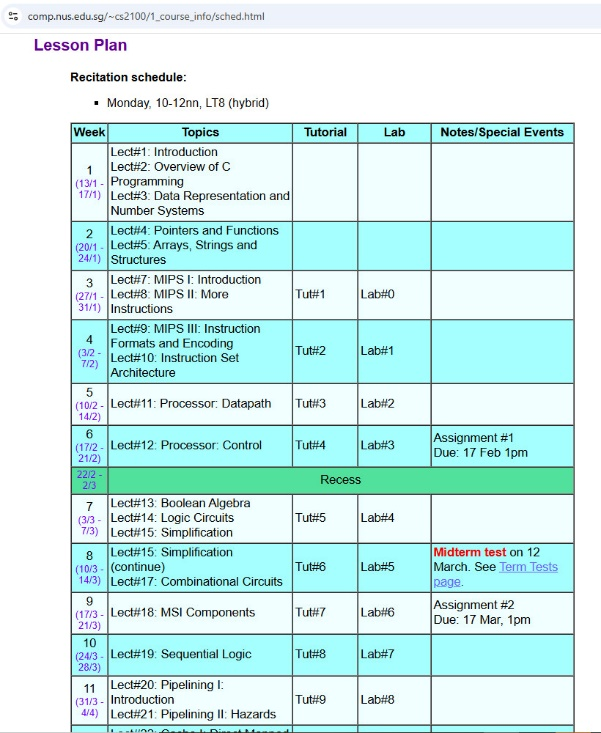 comp.nus.edu.sg/~cs2100/1_course_info/sched.html
Lesson Plan
Recitation schedule:
▪ Monday, 10-12nn, LT8 (hybrid)
Week Topics Tutorial Lab Notes/Special Events
1
(13/1 -
17/1)
Lect#1: Introduction
Lect#2: Overview of C
Programming
Lect#3: Data Representation and
Number Systems
2
(20/1 -
24/1)
Lect#4: Pointers and Functions
Lect#5: Arrays, Strings and
Structures
3
(27/1 -
31/1)
Lect#7: MIPS I: Introduction
Lect#8: MIPS II: More
Instructions
Tut#1
Lab#0
4
(3/2 -
7/2)
Lect#9: MIPS III: Instruction
Formats and Encoding
Lect#10: Instruction Set
Architecture
Tut#2
Lab#1
5
(10/2 -
14/2)
Lect#11: Processor: Datapath
Tut#3
Lab#2
6
(17/2 -
21/2)
Lect#12: Processor: Control
Tut#4
Lab#3
Assignment #1
Due: 17 Feb 1pm
22/2 -
2/3
Recess
7
(3/3 -
7/3)
Lect#13: Boolean Algebra
Lect#14: Logic Circuits
Lect#15: Simplification
Tut#5
Lab#4
8
(10/3 -
14/3)
Lect#15: Simplification
(continue)
Lect#17: Combinational Circuits
Tut#6
Lab#5
Midterm test on 12
March. See Term Tests
page.
9
(17/3 -
21/3)
Lect#18: MSI Components
Tut#7
Lab#6
Assignment #2
Due: 17 Mar, 1pm
10
(24/3 -
28/3)
Lect#19: Sequential Logic
Tut#8
Lab#7
11
(31/3 -
4/4)
Lect#20: Pipelining I:
Introduction
Lect#21: Pipelining II: Hazards
Tut#9
Lab#8